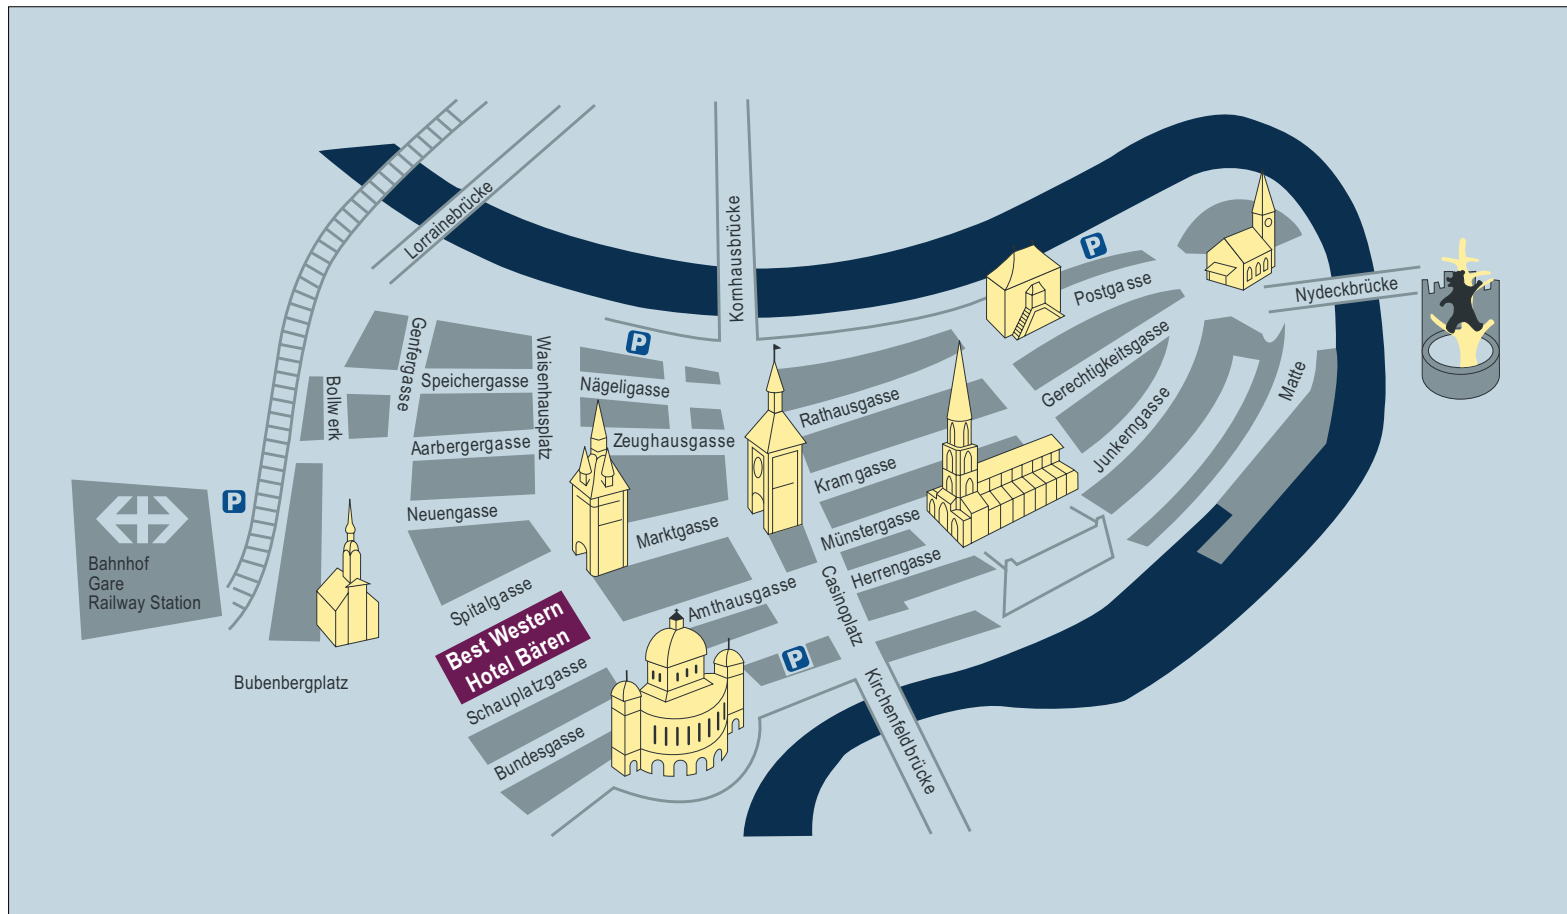 Lorrainebrücke
Kornhausbrücke
P
Postgasse
Nydeckbrücke
Genfergasse
Waisenhausplatz
P
Bollwerk
Speichergasse
Nägeligasse
Gerechtigkeitsgasse
Matte
Rathausgasse
Aarbergergasse
Zeughausgasse
Junkerngasse
Kramgasse
P
Neuengasse
Marktgasse
Münstergasse
Bahnhof
Gare
Railway Station
Herrengasse
Casinoplatz
Spitalgasse
Amthausgasse
Best Western
Hotel Bären
P
Bubenbergplatz
Schauplatzgasse
Kirchenfeldbrücke
Bundesgasse